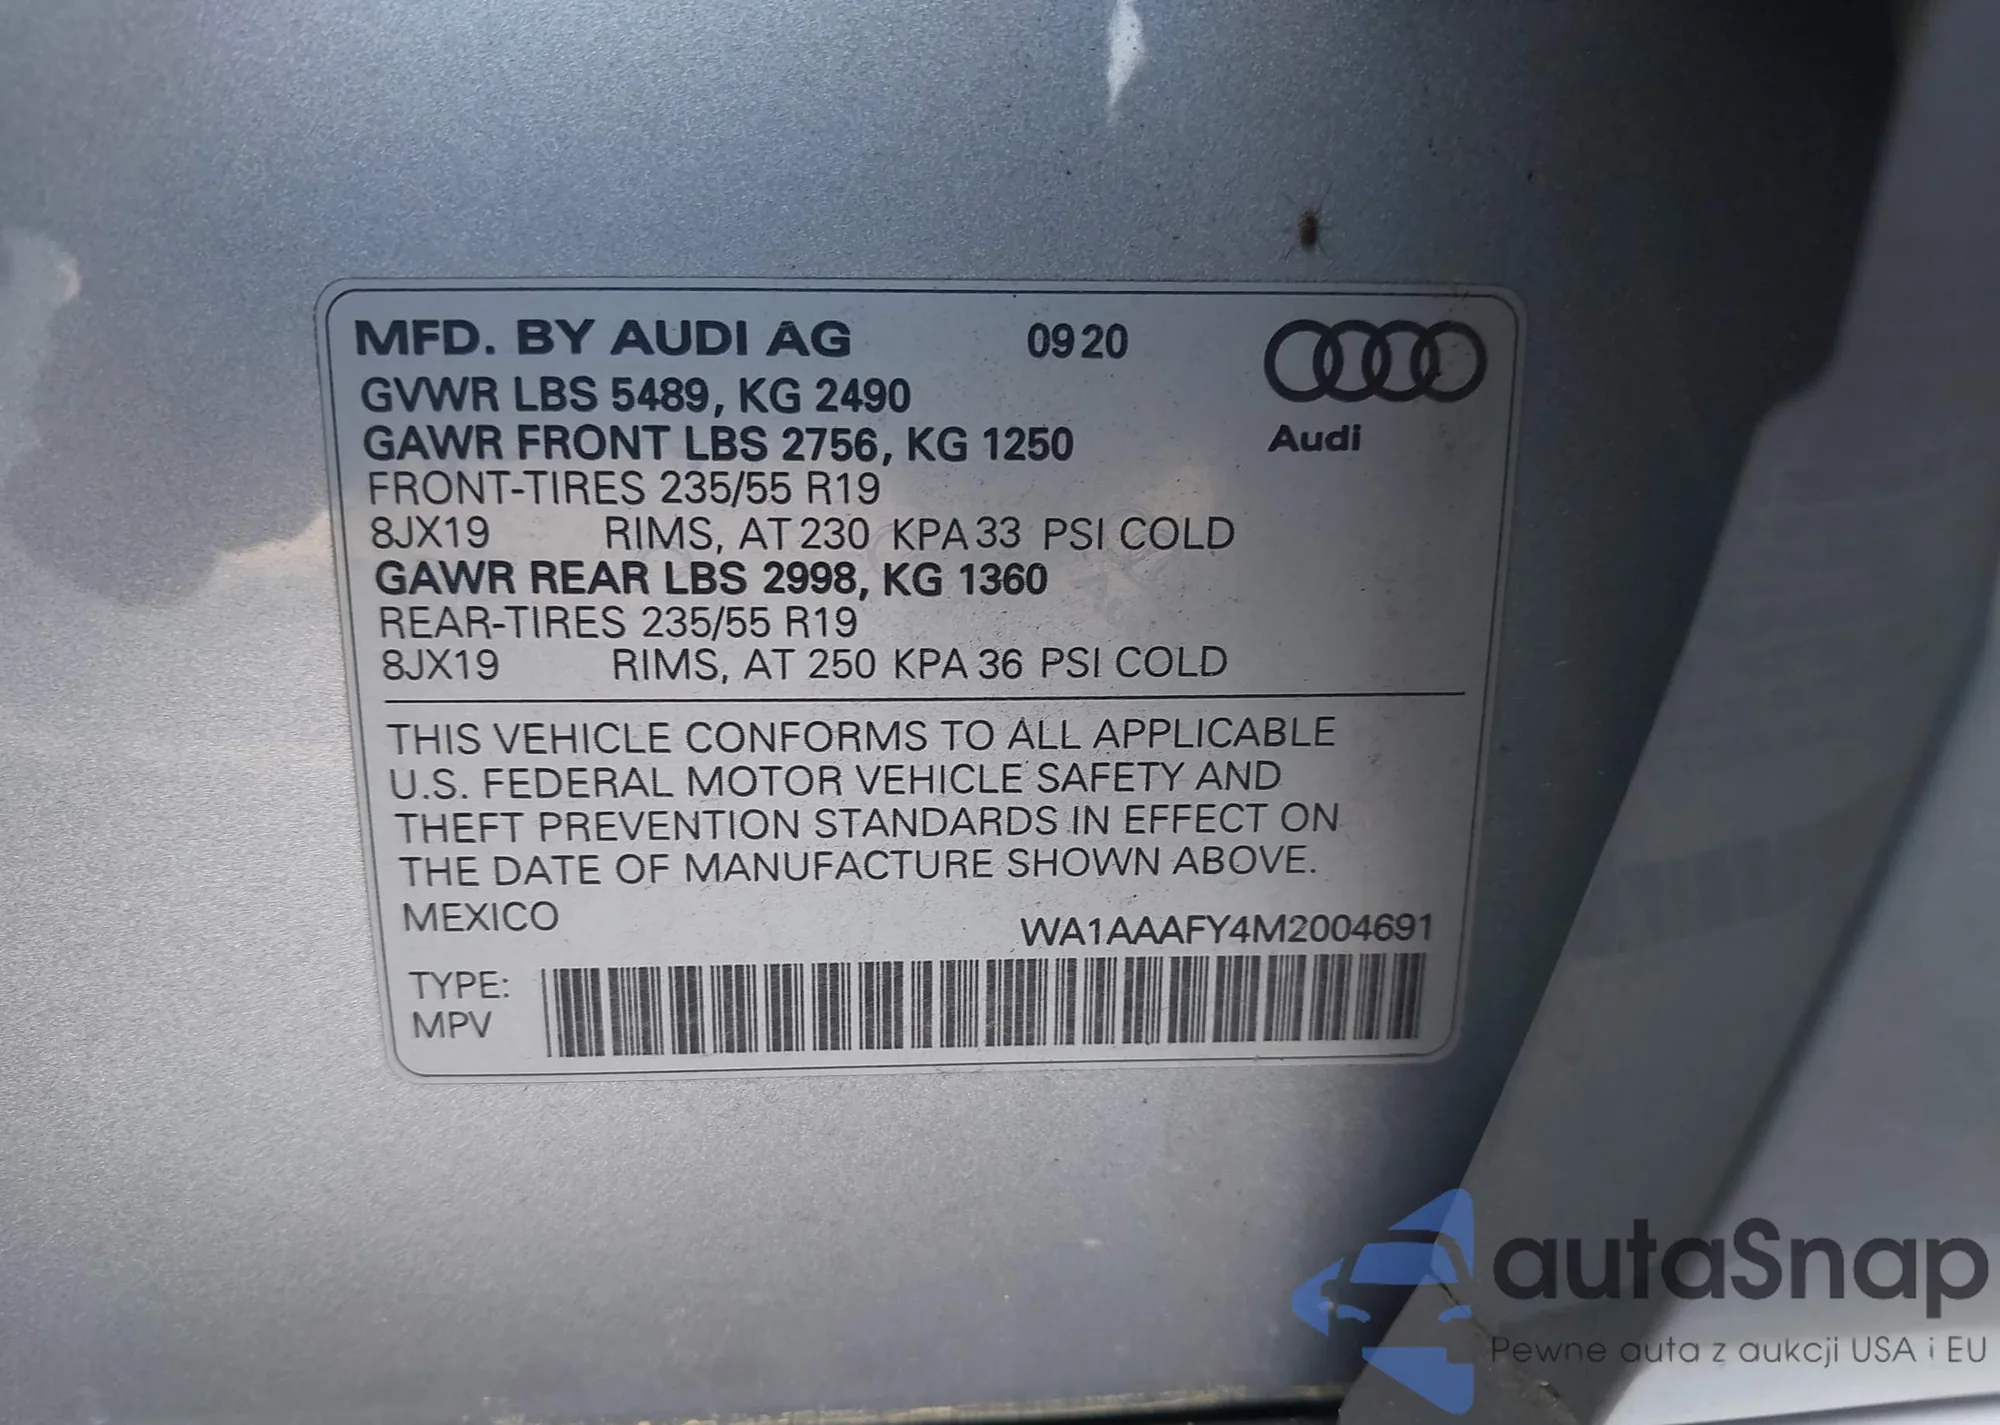 MFD. BY AUDI AG 0920
GVWR LBS 5489, KG 2490
GAWR FRONT LBS 2756, KG 1250
Audi
FRONT-TIRES 235/55 R19
8JX19 RIMS, AT 230 KPA 33 PSI COLD
GAWR REAR LBS 2998, KG 1360
REAR-TIRES 235/55 R19
8JX19 RIMS, AT 250 KPA 36 PSI COLD
THIS VEHICLE CONFORMS TO ALL APPLICABLE
U.S. FEDERAL MOTOR VEHICLE SAFETY AND
THEFT PREVENTION STANDARDS IN EFFECT ON
THE DATE OF MANUFACTURE SHOWN ABOVE.
MEXICO WA1AAAFY4M2004691
TYPE:
MPV
autaSnap
Pewne auta z aukcji USA i EU